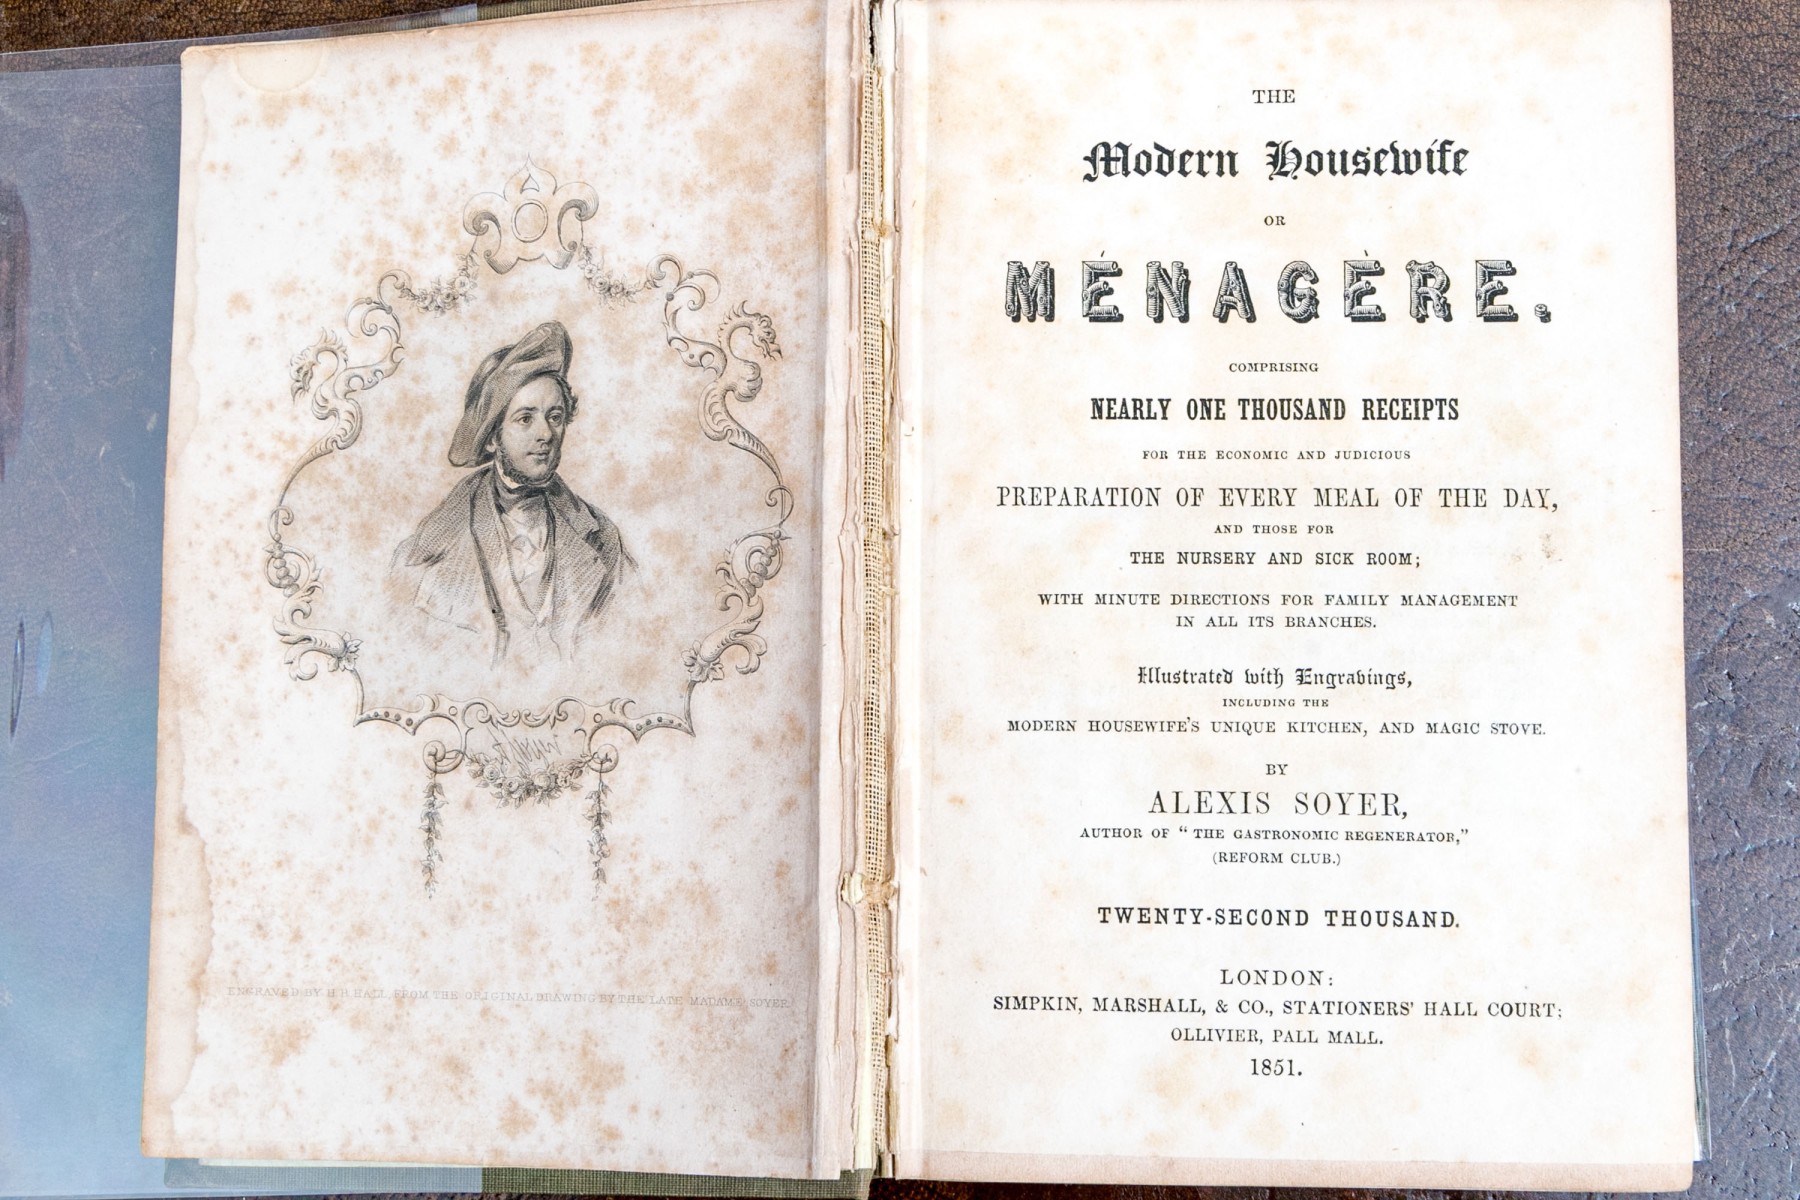 A Soyer
ENGRAVED BY H. B. HALL, FROM THE ORIGINAL DRAWING BY THE LATE MADAME SOYER.
THE
Modern Housewife
OR
MÉNAGÈRE.
COMPRISING
NEARLY ONE THOUSAND RECEIPTS
FOR THE ECONOMIC AND JUDICIOUS
PREPARATION OF EVERY MEAL OF THE DAY,
AND THOSE FOR
THE NURSERY AND SICK ROOM;
WITH MINUTE DIRECTIONS FOR FAMILY MANAGEMENT
IN ALL ITS BRANCHES.
Illustrated with Engravings,
INCLUDING THE
MODERN HOUSEWIFE'S UNIQUE KITCHEN, AND MAGIC STOVE.
BY
ALEXIS SOYER,
AUTHOR OF "THE GASTRONOMIC REGENERATOR,"
(REFORM CLUB.)
TWENTY-SECOND THOUSAND.
LONDON:
SIMPKIN, MARSHALL, & CO., STATIONERS' HALL COURT;
OLLIVIER, PALL MALL.
1851.